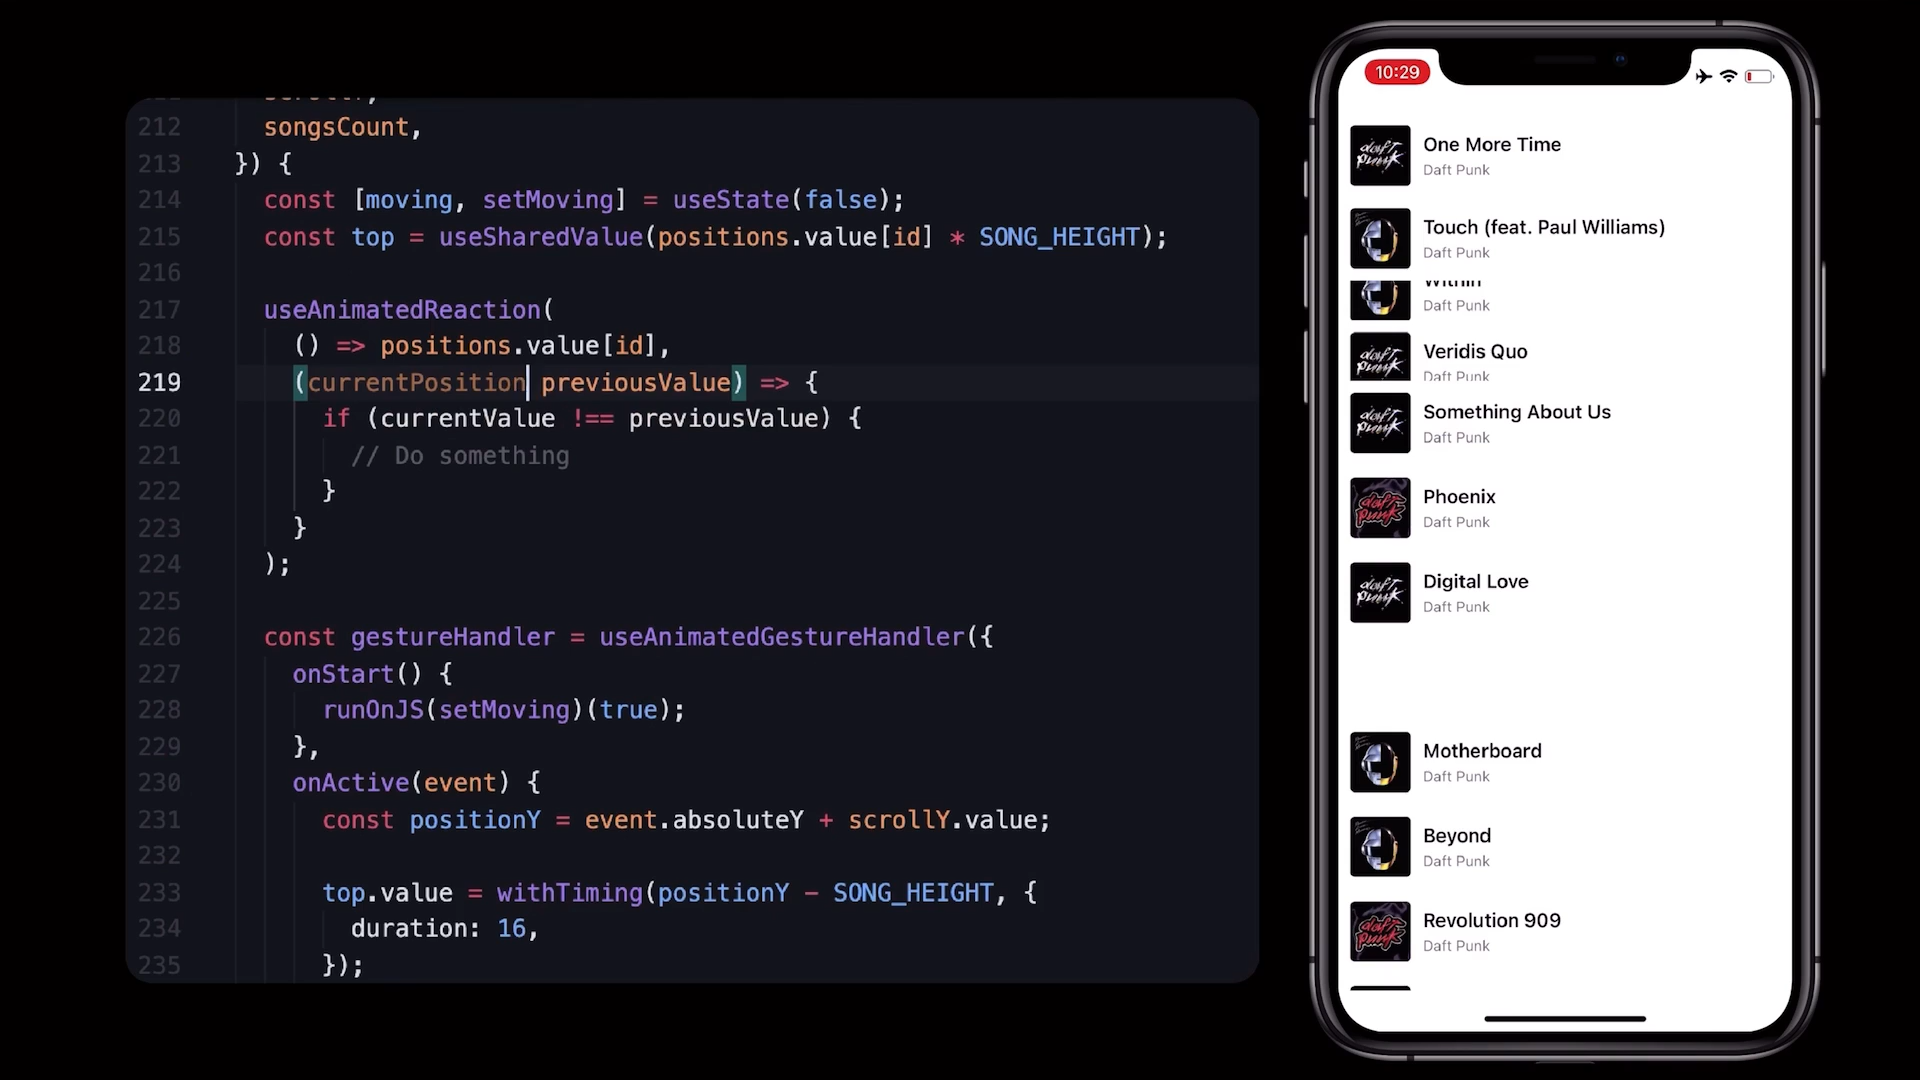 212 songsCount,
213 }) {
214 const [moving, setMoving] = useState(false);
215 const top = useSharedValue(positions.value[id] * SONG_HEIGHT);
216
217 useAnimatedReaction(
218 () => positions.value[id],
219 (currentPosition previousValue) => {
220 if (currentValue !== previousValue) {
221 // Do something
222 }
223 }
224 );
225
226 const gestureHandler = useAnimatedGestureHandler({
227 onStart() {
228 runOnJS(setMoving)(true);
229 },
230 onActive(event) {
231 const positionY = event.absoluteY + scrollY.value;
232
233 top.value = withTiming(positionY - SONG_HEIGHT, {
234 duration: 16,
235 });
10:29
One More Time
Daft Punk
Touch (feat. Paul Williams)
Daft Punk
Within
Daft Punk
Veridis Quo
Daft Punk
Something About Us
Daft Punk
Phoenix
Daft Punk
Digital Love
Daft Punk
Motherboard
Daft Punk
Beyond
Daft Punk
Revolution 909
Daft Punk